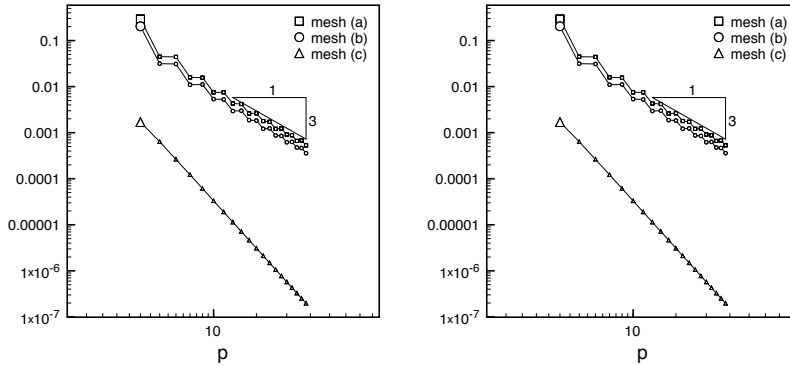 mesh (a)
mesh (b)
mesh (c)
0.1
0.01
0.001
0.0001
0.00001
1x10-6
1x10-7
1
3
10
p
mesh (a)
mesh (b)
mesh (c)
0.1
0.01
0.001
0.0001
0.00001
1x10-6
1x10-7
1
3
10
p